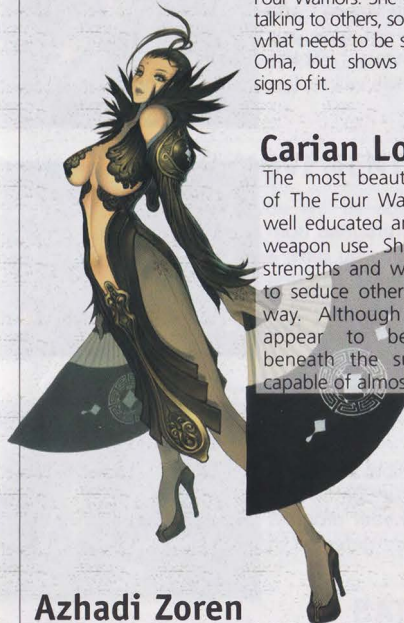 Four Warriors. She
talking to others, so
what needs to be s
Orha, but shows
signs of it.
Carian Lo
The most beaut
of The Four Wa
well educated ar
weapon use. Sh
strengths and w
to seduce other
way. Although
appear to be
beneath the su
capable of almos
Azhadi Zoren